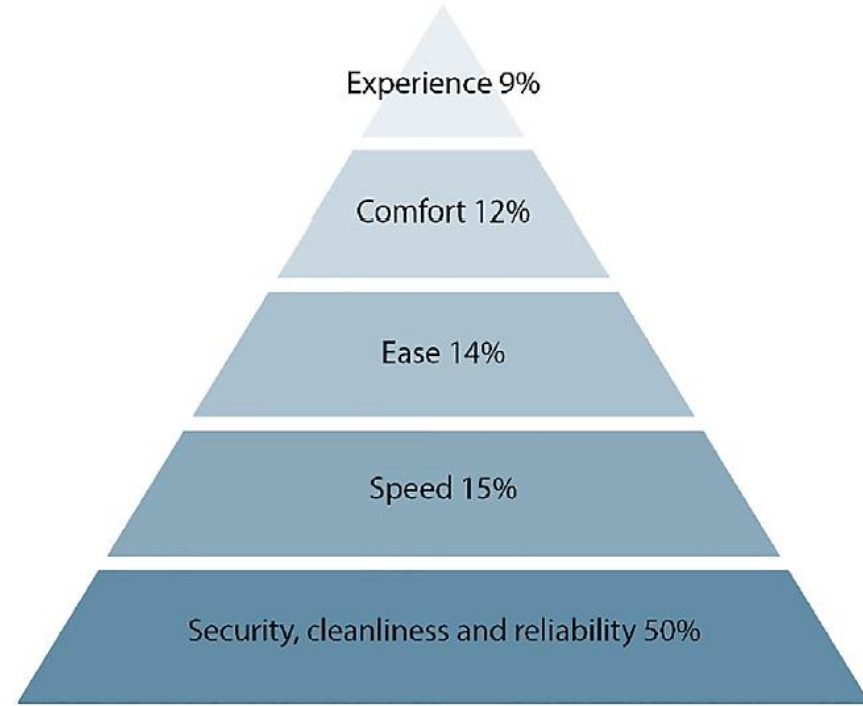 Experience 9%
Comfort 12%
Ease 14%
Speed 15%
Security, cleanliness and reliability 50%